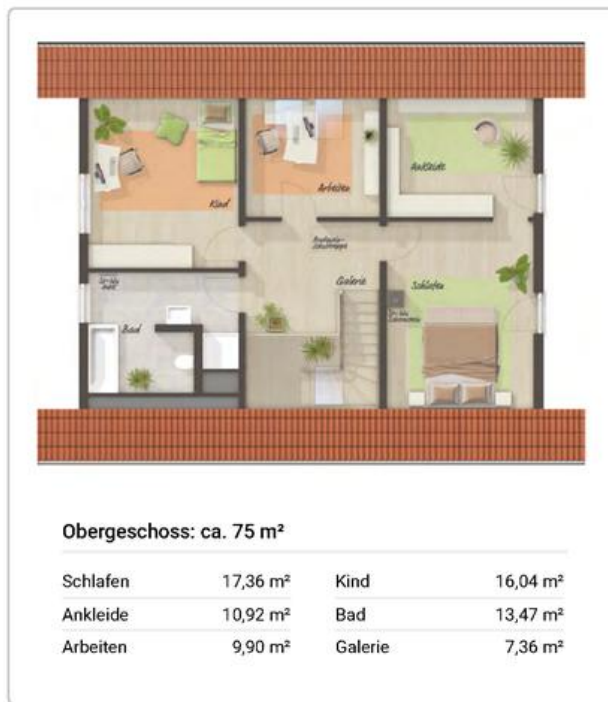 Kind
Arbeiten
Ankleide
Galerie
Schlafen
Bad
Obergeschoss: ca. 75 m²
Schlafen 17,36 m² Kind 16,04 m²
Ankleide 10,92 m² Bad 13,47 m²
Arbeiten 9,90 m² Galerie 7,36 m²